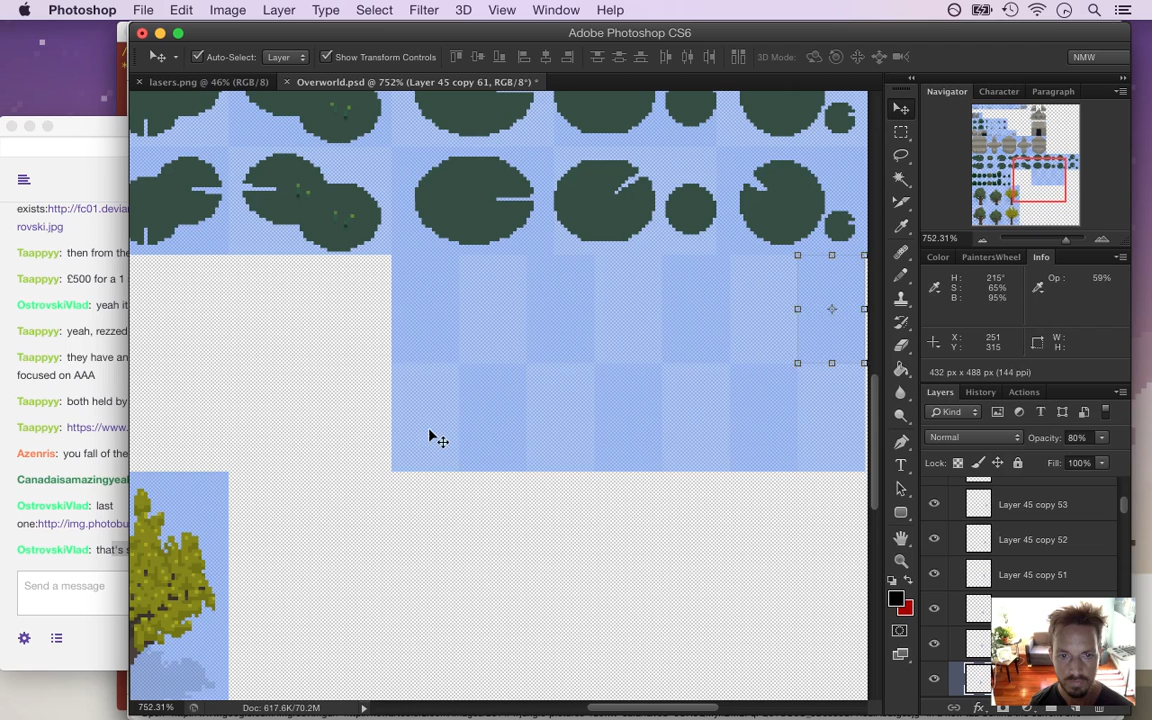 Photoshop File Edit Image Layer Type Select Filter 3D View Window Help
Adobe Photoshop CS6
Auto-Select: Layer Show Transform Controls 3D Mode: NMW
lasers.png @ 46% (RGB/8) Overworld.psd @ 752% (Layer 45 copy 61, RGB/8*) *
Navigator Character Paragraph
752.31%
Color PaintersWheel Info
H: 215°
S: 65%
B: 95%
Op: 59%
X: 251
Y: 315
W:
H:
432 px x 488 px (144 ppi)
Layers History Actions
Kind
Normal Opacity: 80%
Lock: Fill: 100%
Layer 45 copy 53
Layer 45 copy 52
Layer 45 copy 51
752.31% Doc: 617.6K/70.2M
exists:http://fc01.devia
rovski.jpg
Taappyy: then from the
Taappyy: £500 for a 1
OstrovskiVlad: yeah it
Taappyy: yeah, rezzed
Taappyy: they have an
focused on AAA
Taappyy: both held by
Taappyy: https://www.
Azenris: you fall of the
Canadaisamazingyeal
OstrovskiVlad: last
one:http://img.photobu
OstrovskiVlad: that's s
Send a message